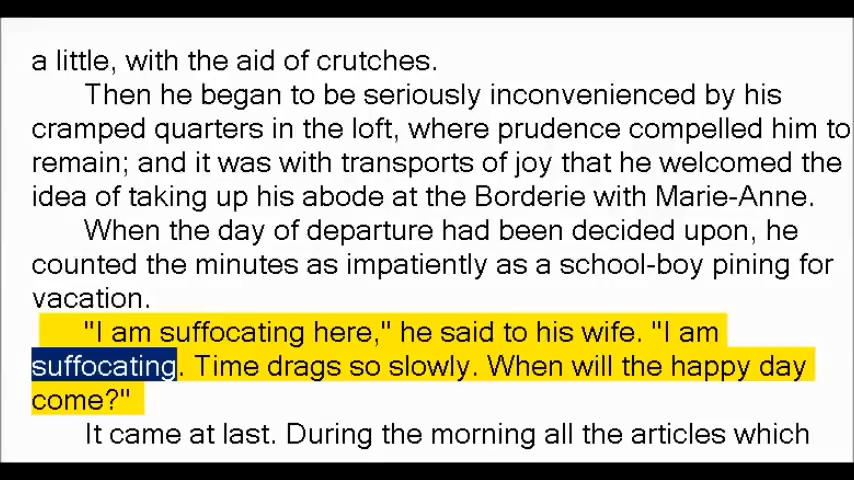 a little, with the aid of crutches.
Then he began to be seriously inconvenienced by his
cramped quarters in the loft, where prudence compelled him to
remain; and it was with transports of joy that he welcomed the
idea of taking up his abode at the Borderie with Marie-Anne.
When the day of departure had been decided upon, he
counted the minutes as impatiently as a school-boy pining for
vacation.
"I am suffocating here," he said to his wife. "I am
suffocating. Time drags so slowly. When will the happy day
come?"
It came at last. During the morning all the articles which